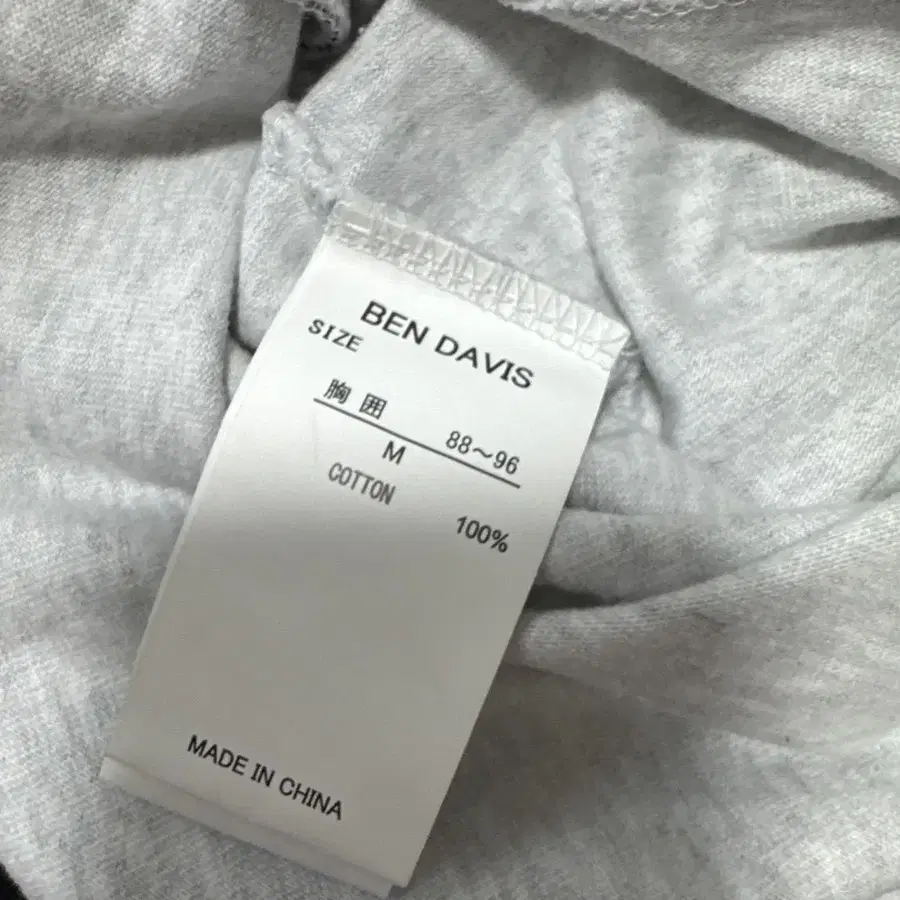 BEN DAVIS
SIZE
胸囲 88～96
M
COTTON 100%
MADE IN CHINA